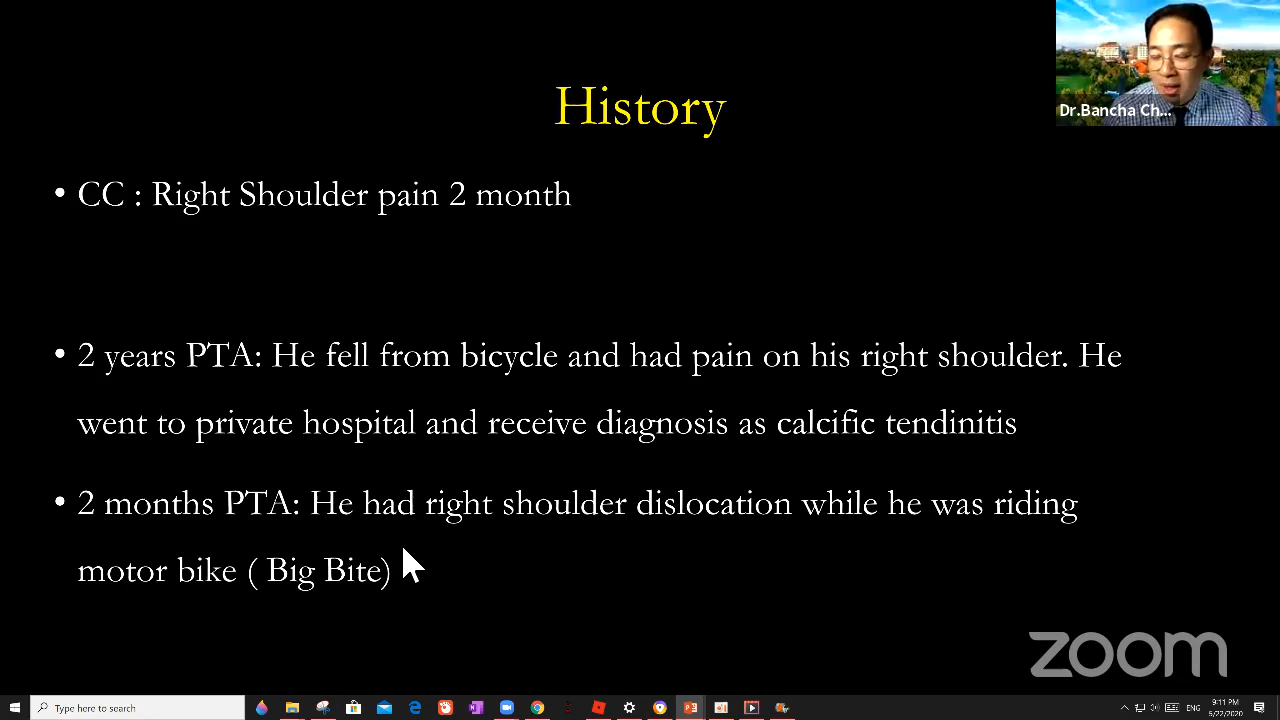 Dr.Bancha Ch...
History
• CC : Right Shoulder pain 2 month
• 2 years PTA: He fell from bicycle and had pain on his right shoulder. He
went to private hospital and receive diagnosis as calcific tendinitis
• 2 months PTA: He had right shoulder dislocation while he was riding
motor bike ( Big Bite)
zoom
Type here to search
ENG
9:11 PM
5/22/2020